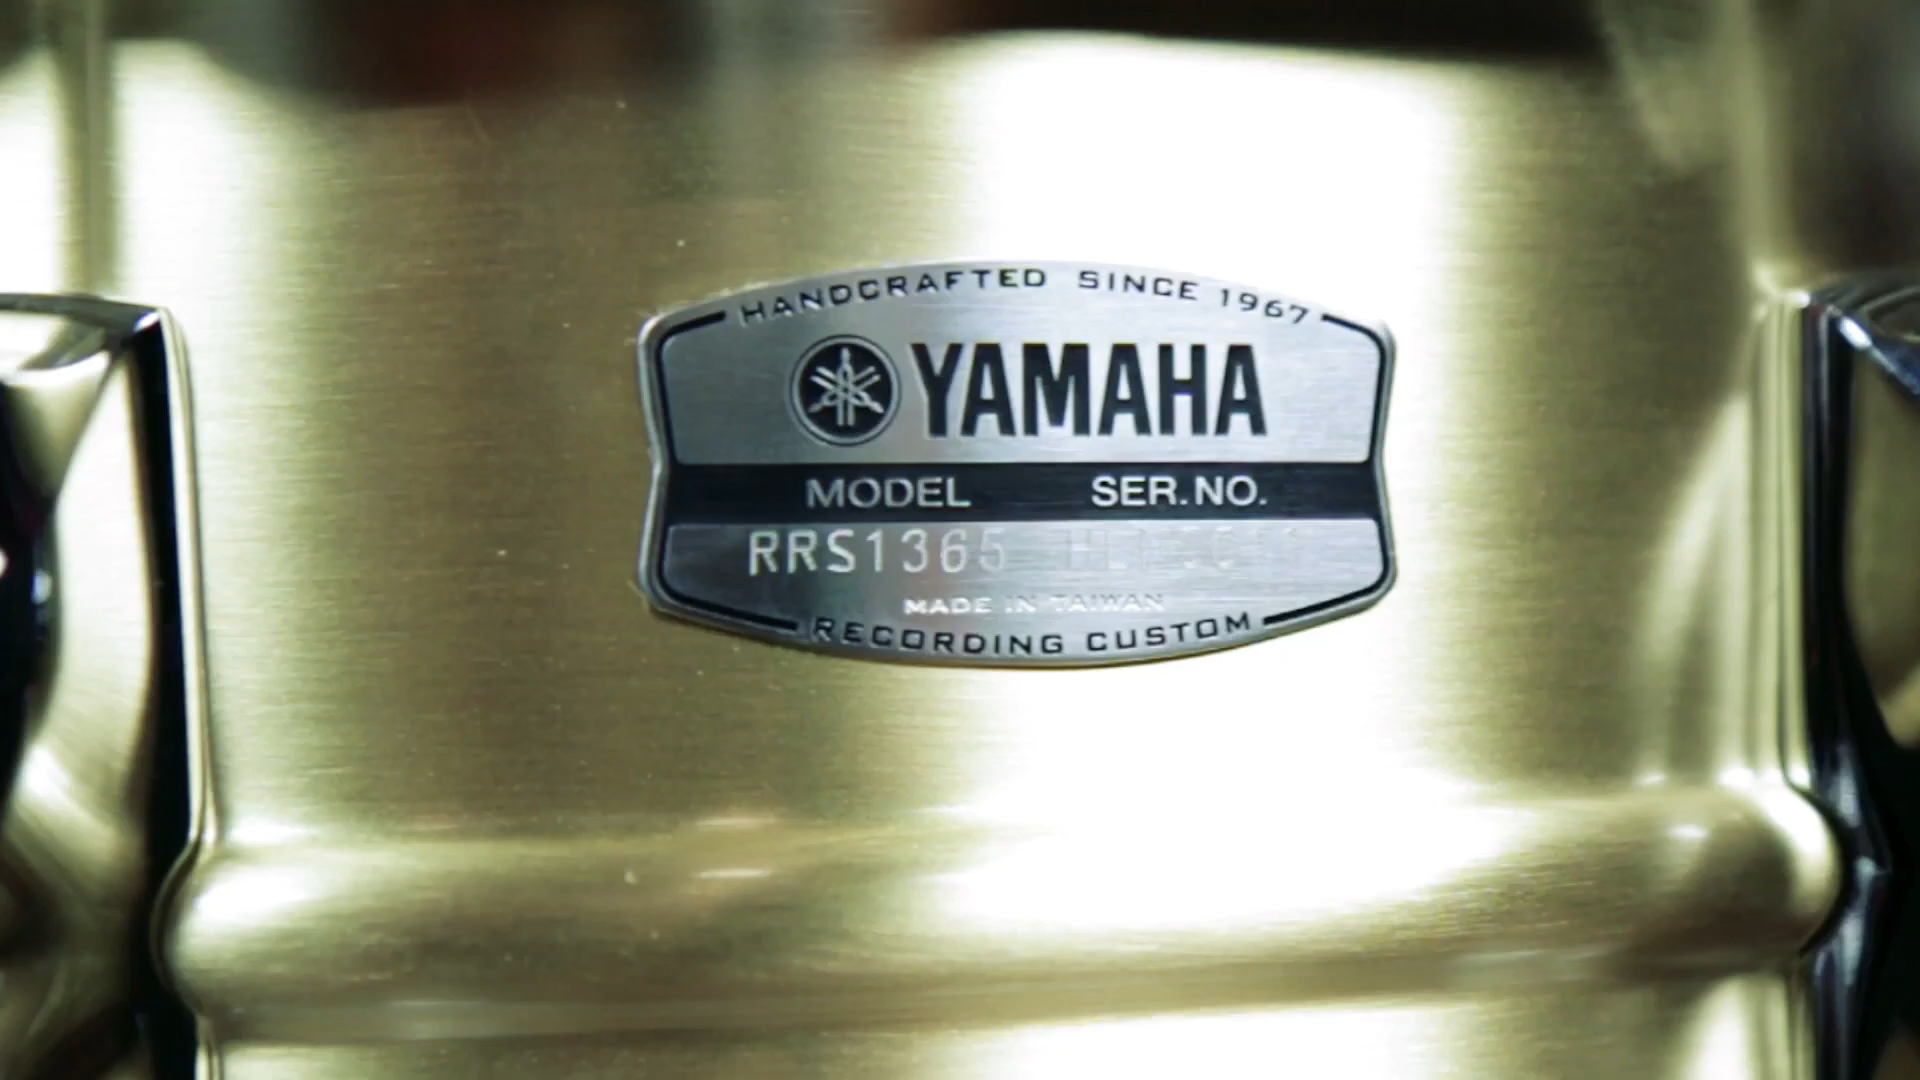 HANDCRAFTED SINCE 1967
YAMAHA
MODEL SER.NO.
RRS1365
MADE IN TAIWAN
RECORDING CUSTOM